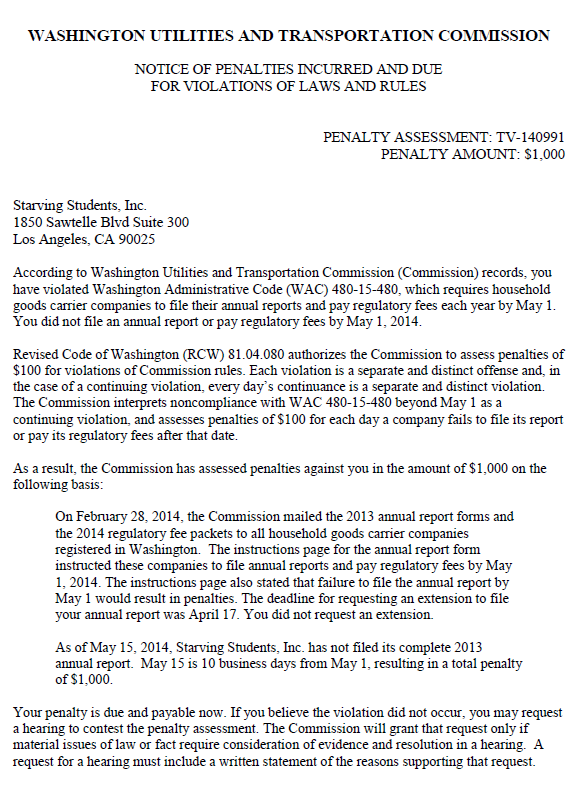 WASHINGTON UTILITIES AND TRANSPORTATION COMMISSION
NOTICE OF PENALTIES INCURRED AND DUE
FOR VIOLATIONS OF LAWS AND RULES
PENALTY ASSESSMENT: TV-140991
PENALTY AMOUNT: $1,000
Starving Students, Inc.
1850 Sawtelle Blvd Suite 300
Los Angeles, CA 90025
According to Washington Utilities and Transportation Commission (Commission) records, you
have violated Washington Administrative Code (WAC) 480-15-480, which requires household
goods carrier companies to file their annual reports and pay regulatory fees each year by May 1.
You did not file an annual report or pay regulatory fees by May 1, 2014.
Revised Code of Washington (RCW) 81.04.080 authorizes the Commission to assess penalties of
$100 for violations of Commission rules. Each violation is a separate and distinct offense and, in
the case of a continuing violation, every day's continuance is a separate and distinct violation.
The Commission interprets noncompliance with WAC 480-15-480 beyond May 1 as a
continuing violation, and assesses penalties of $100 for each day a company fails to file its report
or pay its regulatory fees after that date.
As a result, the Commission has assessed penalties against you in the amount of $1,000 on the
following basis:
On February 28, 2014, the Commission mailed the 2013 annual report forms and
the 2014 regulatory fee packets to all household goods carrier companies
registered in Washington. The instructions page for the annual report form
instructed these companies to file annual reports and pay regulatory fees by May
1, 2014. The instructions page also stated that failure to file the annual report by
May 1 would result in penalties. The deadline for requesting an extension to file
your annual report was April 17. You did not request an extension.
As of May 15, 2014, Starving Students, Inc. has not filed its complete 2013
annual report. May 15 is 10 business days from May 1, resulting in a total penalty
of $1,000.
Your penalty is due and payable now. If you believe the violation did not occur, you may request
a hearing to contest the penalty assessment. The Commission will grant that request only if
material issues of law or fact require consideration of evidence and resolution in a hearing. A
request for a hearing must include a written statement of the reasons supporting that request.